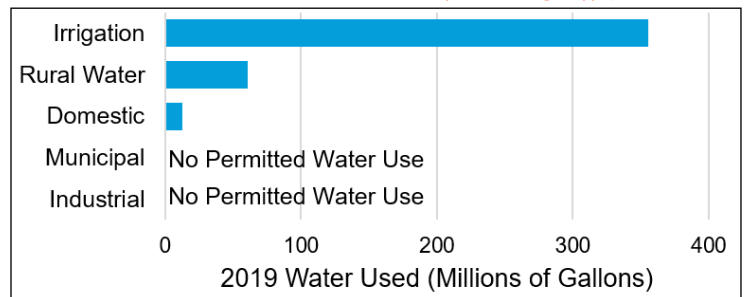 Irrigation
Rural Water
Domestic
Municipal No Permitted Water Use
Industrial No Permitted Water Use
0 100 200 300 400
2019 Water Used (Millions of Gallons)